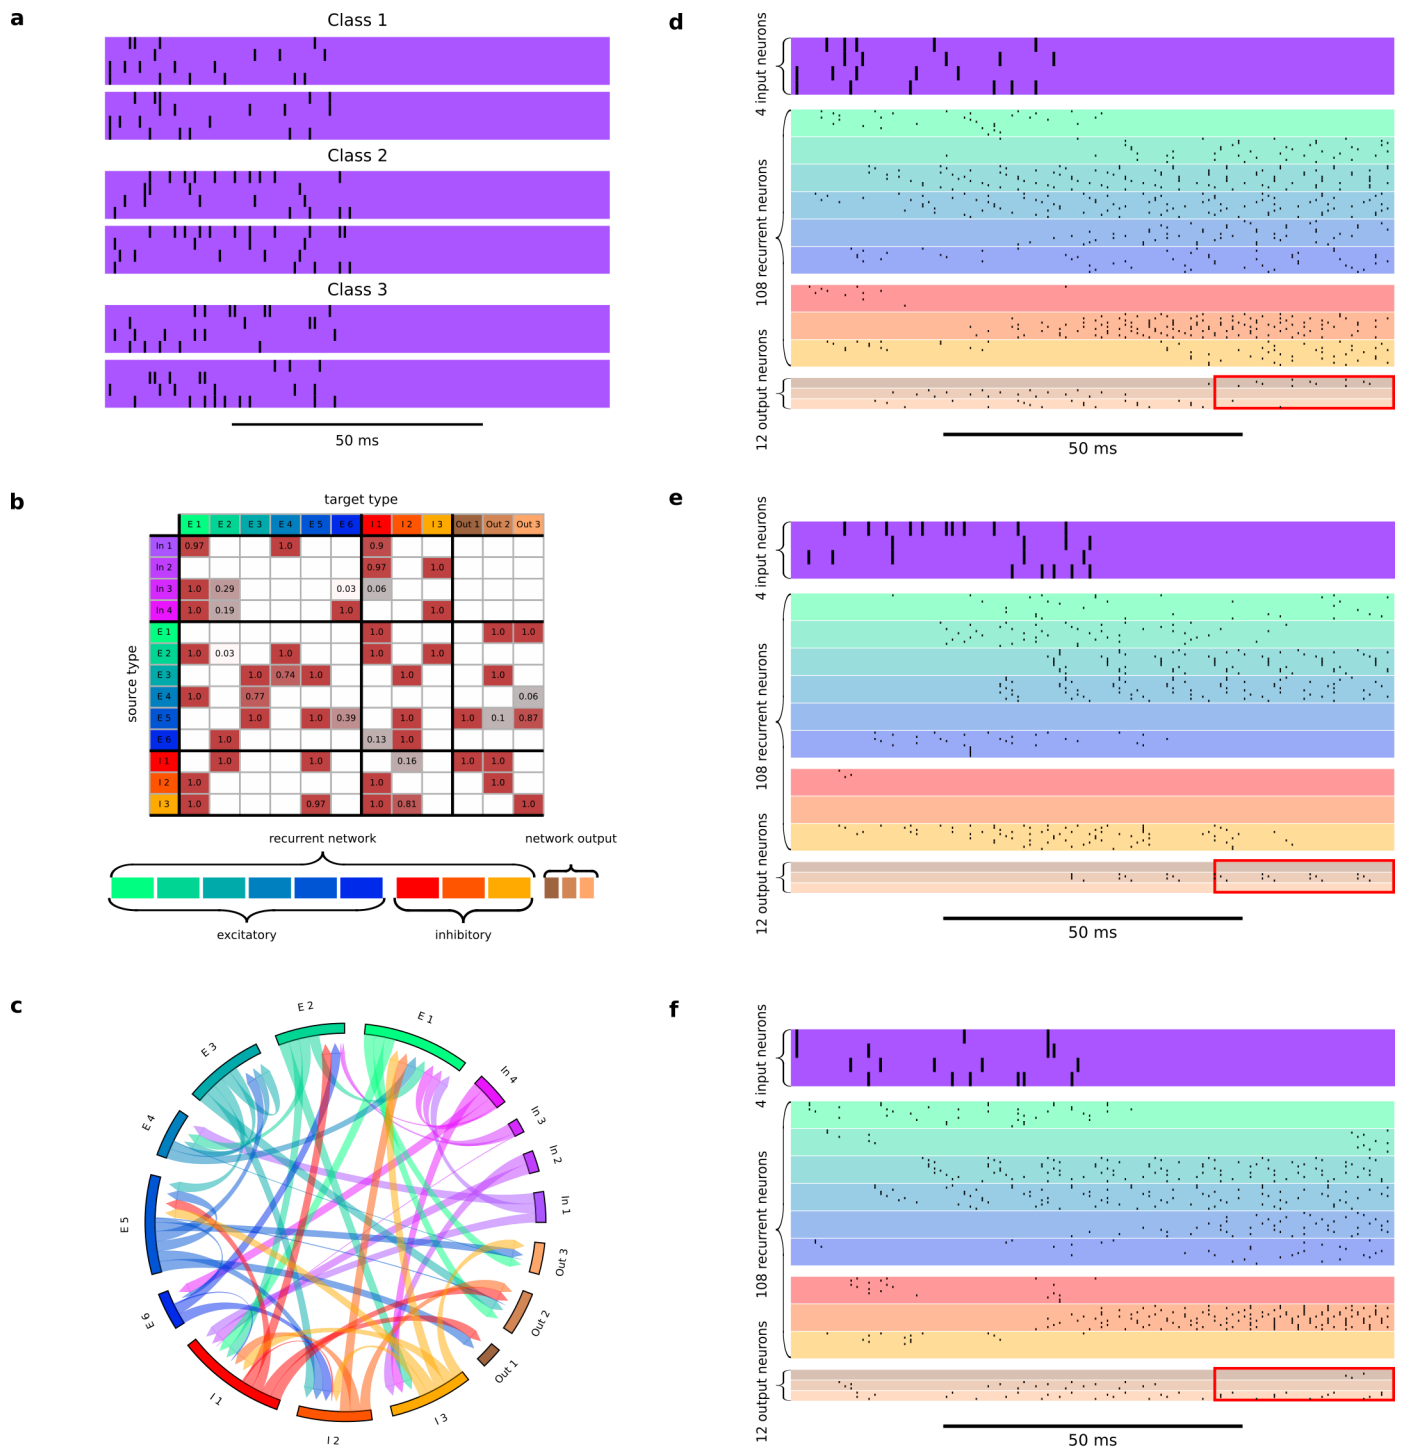 a
Class 1
Class 2
Class 3
50 ms
b
target type
E 1 E 2 E 3 E 4 E 5 E 6 I 1 I 2 I 3 Out 1 Out 2 Out 3
source type
In 1 0.97 1.0 0.9
In 2 0.97 1.0
In 3 1.0 0.29 0.03 0.06
In 4 1.0 0.19 1.0 1.0
E 1 1.0 1.0 1.0
E 2 1.0 0.03 1.0 1.0 1.0
E 3 1.0 0.74 1.0 1.0 1.0
E 4 1.0 0.77 0.06
E 5 1.0 1.0 0.39 1.0 1.0 0.1 0.87
E 6 1.0 0.13 1.0
I 1 1.0 1.0 0.16 1.0 1.0
I 2 1.0 1.0 1.0
I 3 1.0 0.97 1.0 0.81 1.0
recurrent network
network output
excitatory
inhibitory
c
E 1
E 2
E 3
E 4
E 5
E 6
I 1
I 2
I 3
Out 1
Out 2
Out 3
In 1
In 2
In 3
In 4
d
4 input neurons
108 recurrent neurons
12 output neurons
50 ms
e
4 input neurons
108 recurrent neurons
12 output neurons
50 ms
f
4 input neurons
108 recurrent neurons
12 output neurons
50 ms